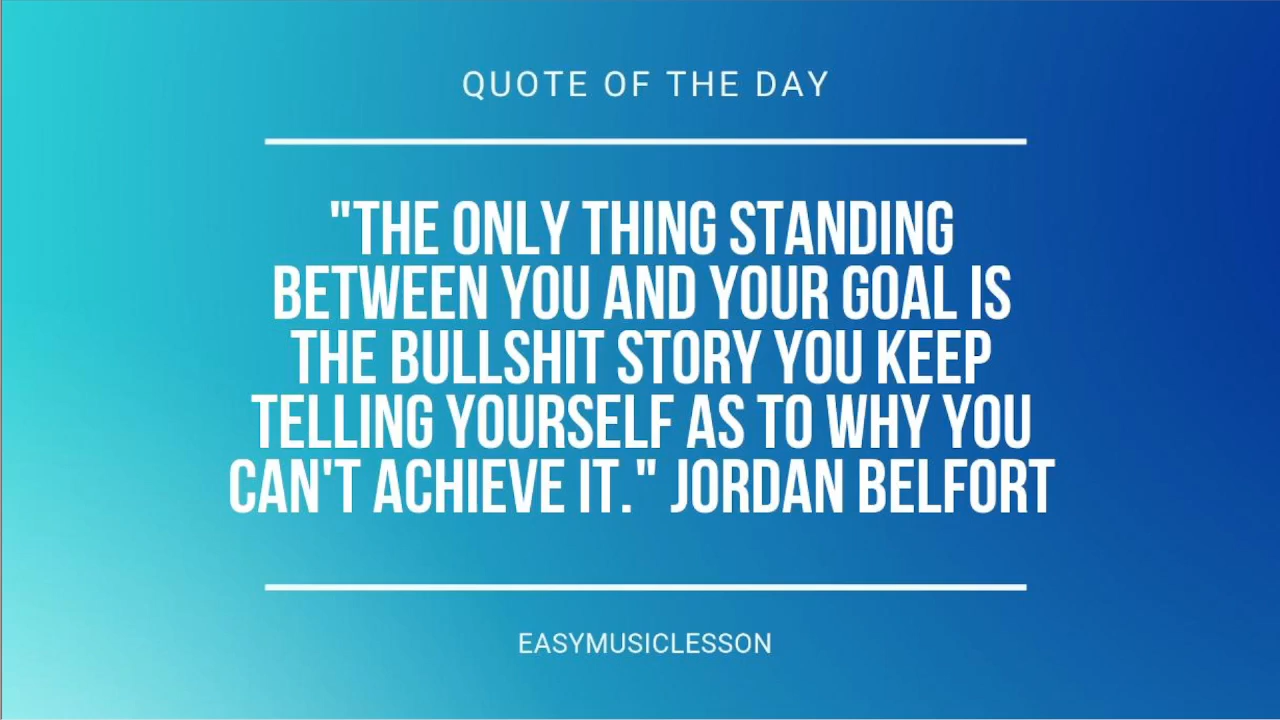 QUOTE OF THE DAY
"THE ONLY THING STANDING
BETWEEN YOU AND YOUR GOAL IS
THE BULLSHIT STORY YOU KEEP
TELLING YOURSELF AS TO WHY YOU
CAN'T ACHIEVE IT." JORDAN BELFORT
EASYMUSICLESSON